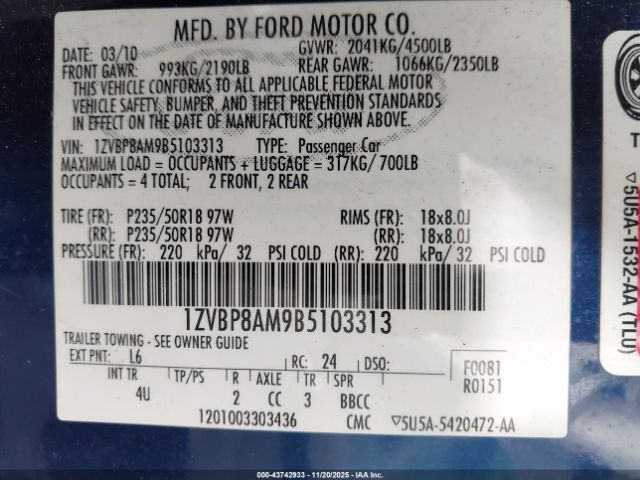 MFD. BY FORD MOTOR CO.
DATE: 03/10 GVWR: 2041KG/4500LB
FRONT GAWR: 993KG/2190LB REAR GAWR: 1066KG/2350LB
THIS VEHICLE CONFORMS TO ALL APPLICABLE FEDERAL MOTOR
VEHICLE SAFETY, BUMPER, AND THEFT PREVENTION STANDARDS
IN EFFECT ON THE DATE OF MANUFACTURE SHOWN ABOVE.
VIN: 1ZVBP8AM9B5103313 TYPE: Passenger Car
MAXIMUM LOAD = OCCUPANTS + LUGGAGE = 317KG/700LB
OCCUPANTS = 4 TOTAL; 2 FRONT, 2 REAR
TIRE (FR): P235/50R18 97W RIMS (FR): 18x8.0J
(RR): P235/50R18 97W (RR): 18x8.0J
PRESSURE (FR): 220 kPa/ 32 PSI COLD (RR): 220 kPa/ 32 PSI COLD
1ZVBP8AM9B5103313
TRAILER TOWING - SEE OWNER GUIDE
EXT PNT: L6 RC: 24 DSO: F0081
INT TR TP/PS R AXLE TR SPR R0151
4U 2 CC 3 BBCC
1201003303436 CMC ▽5U5A-5420472-AA
▽5U5A-1532-AA (TLU)
IAA - 43742933 - 11/20/2025 - IAAI.com